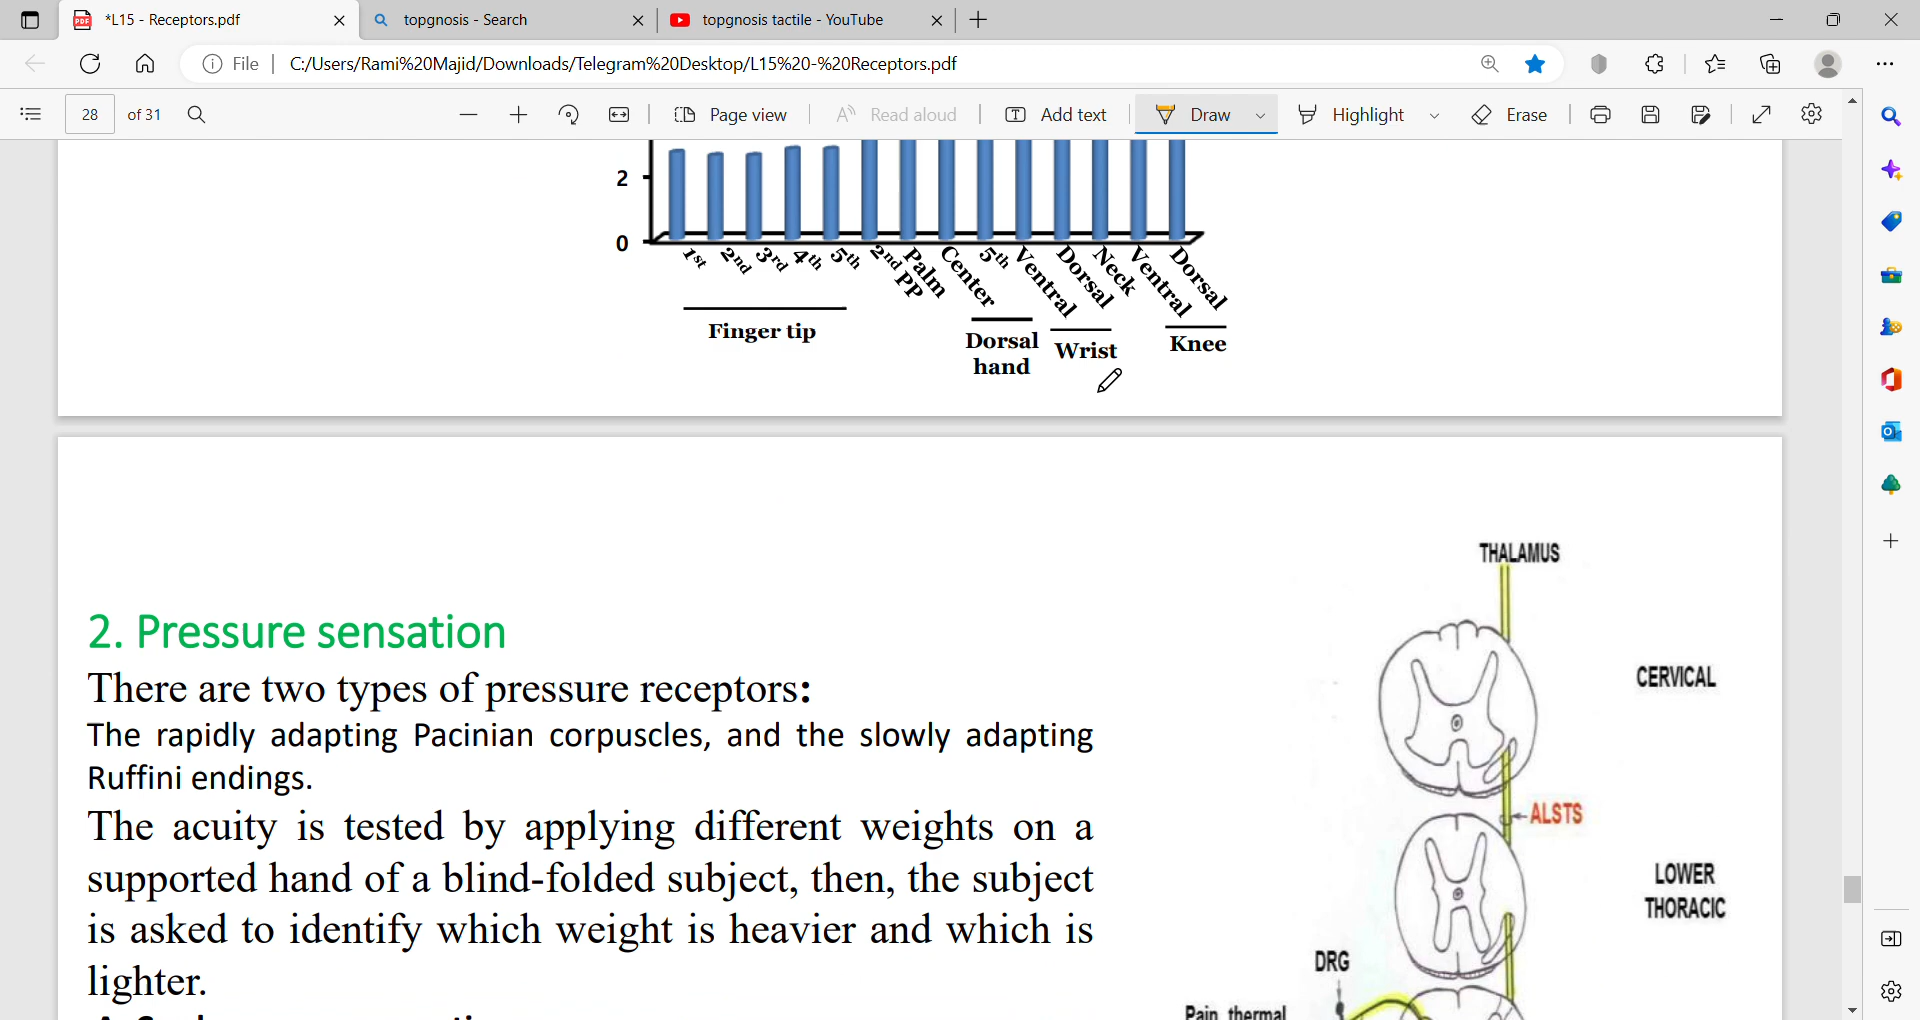 *L15 - Receptors.pdf
topgnosis - Search
topgnosis tactile - YouTube
File
C:/Users/Rami%20Majid/Downloads/Telegram%20Desktop/L15%20-%20Receptors.pdf
28
of 31
Page view
Read aloud
Add text
Draw
Highlight
Erase
2
0
1st
2nd
3rd
4th
5th
2nd PP
Palm
Center
5th
Ventral
Dorsal
Neck
Ventral
Dorsal
Finger tip
Dorsal
hand
Wrist
Knee
2. Pressure sensation
There are two types of pressure receptors:
The rapidly adapting Pacinian corpuscles, and the slowly adapting
Ruffini endings.
The acuity is tested by applying different weights on a
supported hand of a blind-folded subject, then, the subject
is asked to identify which weight is heavier and which is
lighter.
THALAMUS
CERVICAL
ALSTS
LOWER
THORACIC
DRG
Pain, thermal